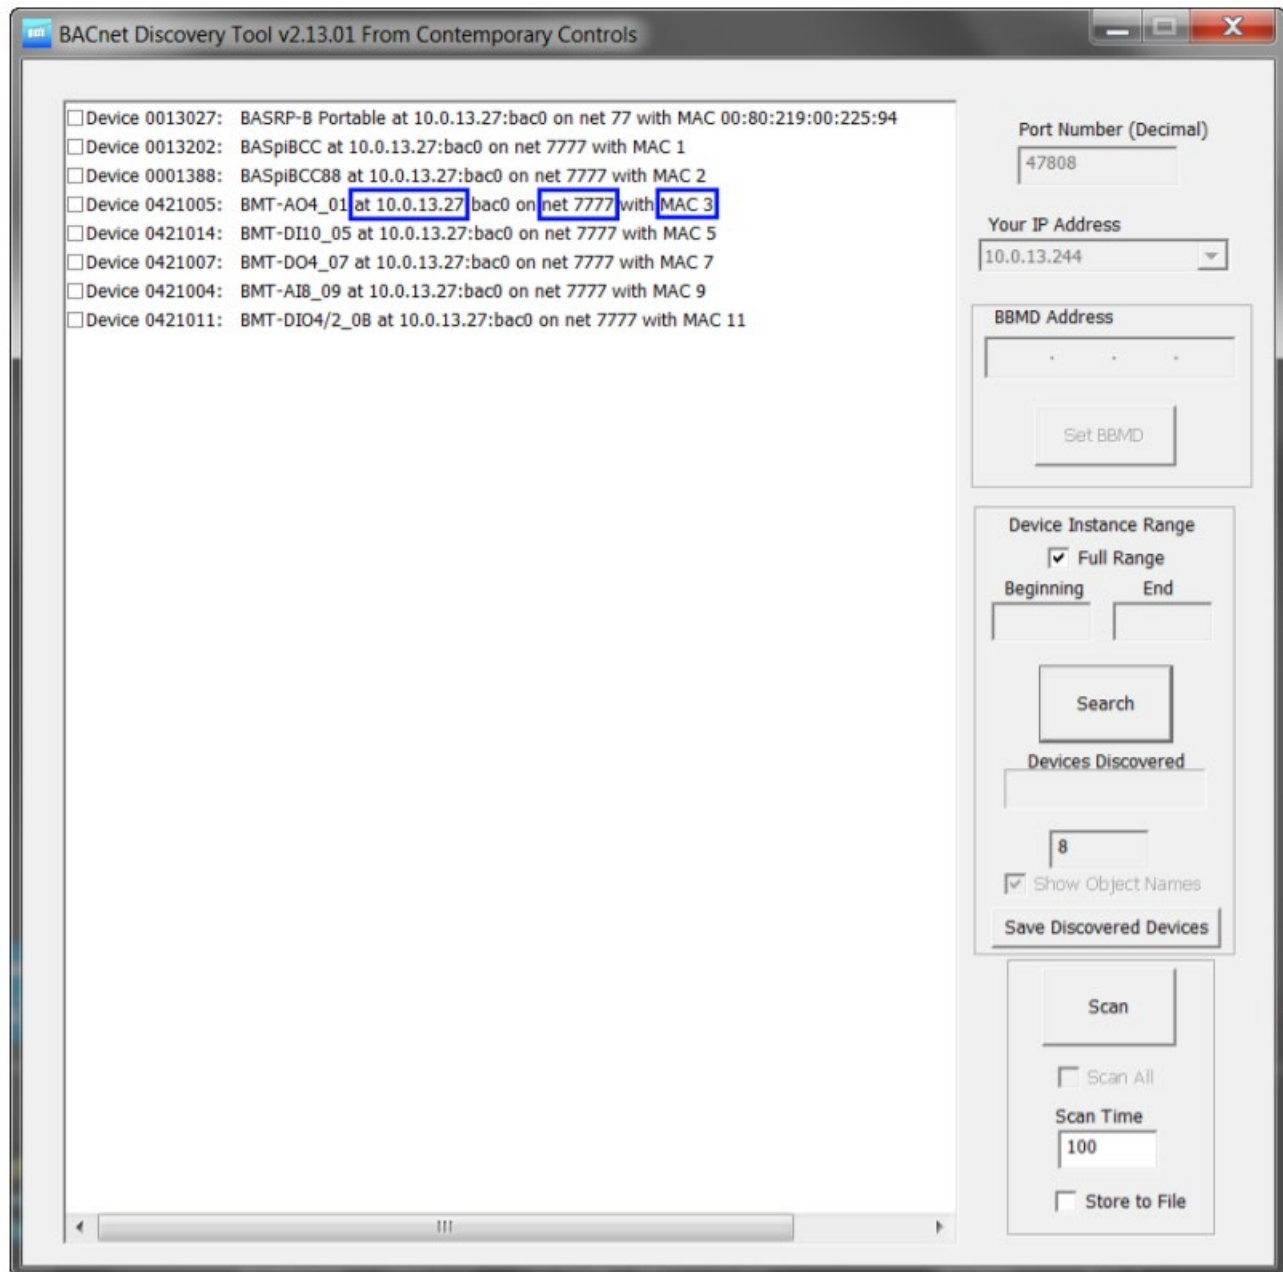 BACnet Discovery Tool v2.13.01 From Contemporary Controls
Device 0013027: BASRP-B Portable at 10.0.13.27:bac0 on net 77 with MAC 00:80:219:00:225:94
Device 0013202: BASpiBCC at 10.0.13.27:bac0 on net 7777 with MAC 1
Device 0001388: BASpiBCC88 at 10.0.13.27:bac0 on net 7777 with MAC 2
Device 0421005: BMT-AO4_01 at 10.0.13.27 bac0 on net 7777 with MAC 3
Device 0421014: BMT-DI10_05 at 10.0.13.27:bac0 on net 7777 with MAC 5
Device 0421007: BMT-DO4_07 at 10.0.13.27:bac0 on net 7777 with MAC 7
Device 0421004: BMT-AI8_09 at 10.0.13.27:bac0 on net 7777 with MAC 9
Device 0421011: BMT-DIO4/2_0B at 10.0.13.27:bac0 on net 7777 with MAC 11
Port Number (Decimal)
47808
Your IP Address
10.0.13.244
BBMD Address
. . .
Set BBMD
Device Instance Range
Full Range
Beginning End
Search
Devices Discovered
8
Show Object Names
Save Discovered Devices
Scan
Scan All
Scan Time
100
Store to File